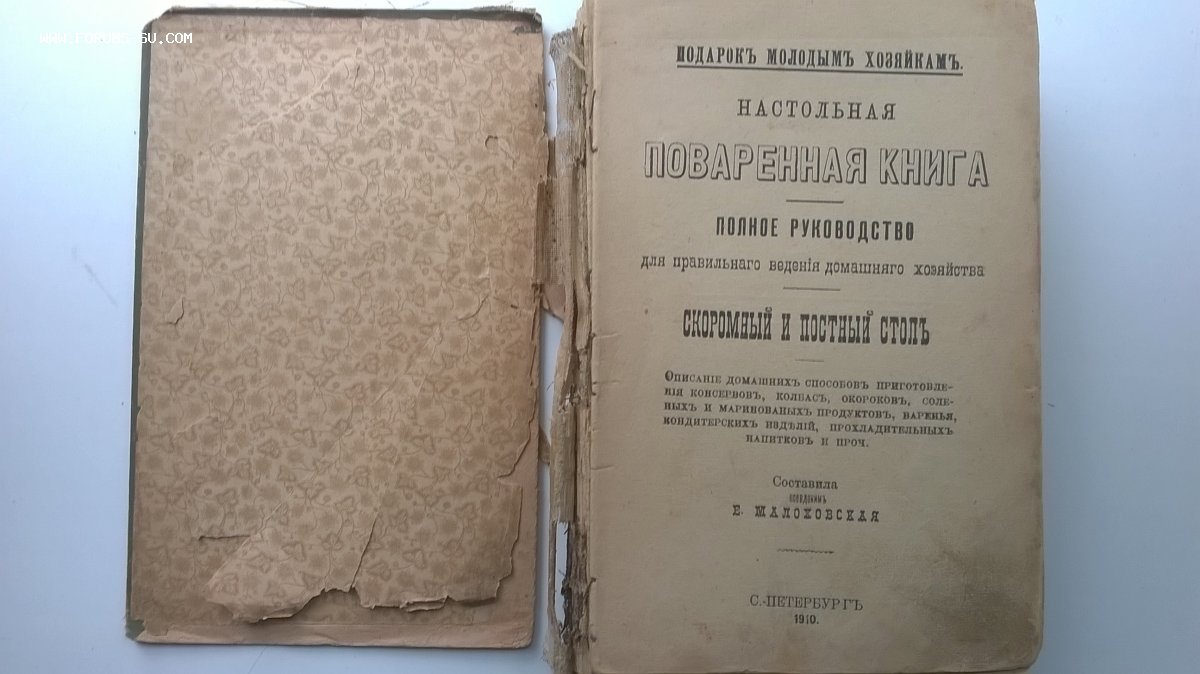 ПОДАРОКЪ МОЛОДЫМЪ ХОЗЯЙКАМЪ.
НАСТОЛЬНАЯ
ПОВАРЕННАЯ КНИГА
ПОЛНОЕ РУКОВОДСТВО
для правильнаго веденія домашняго хозяйства
СКОРОМНЫЙ И ПОСТНЫЙ СТОЛЪ
Описаніе домашнихъ способовъ приготовле-
нія консервовъ, колбасъ, окороковъ, соле-
ныхъ и маринованыхъ продуктовъ, варенья,
кондитерскихъ издѣлій, прохладительныхъ
напитковъ и проч.
Составила
псевдонимъ
Е. МАЛОХОВСКАЯ
С.-ПЕТЕРБУРГЪ
1910.